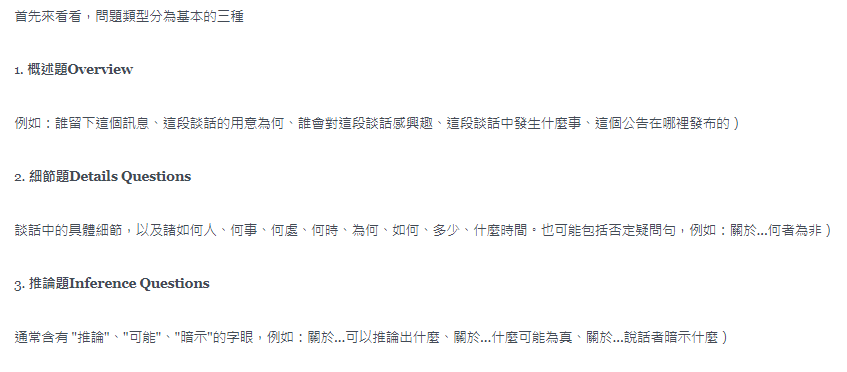 首先來看看，問題類型分為基本的三種
1. 概述題Overview
例如：誰留下這個訊息、這段談話的用意為何、誰會對這段談話感興趣、這段談話中發生什麼事、這個公告在哪裡發布的 )
2. 細節題Details Questions
談話中的具體細節，以及諸如何人、何事、何處、何時、為何、如何、多少、什麼時間。也可能包括否定疑問句，例如：關於...何者為非 )
3. 推論題Inference Questions
通常含有 "推論"、"可能"、"暗示"的字眼，例如：關於...可以推論出什麼、關於...什麼可能為真、關於...說話者暗示什麼 )